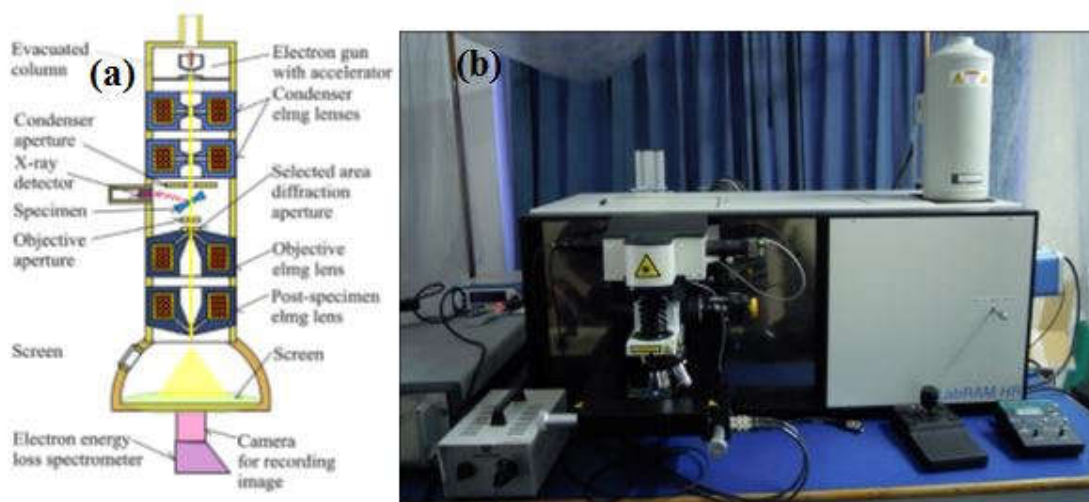 Evacuated
column
(a)
Electron gun
with accelerator
Condenser
elmg lenses
Condenser
aperture
X-ray
detector
Selected area
diffraction
aperture
Specimen
Objective
aperture
Objective
elmg lens
Post-specimen
elmg lens
Screen
Screen
Electron energy
loss spectrometer
Camera
for recording
image
(b)
LabRAM HR